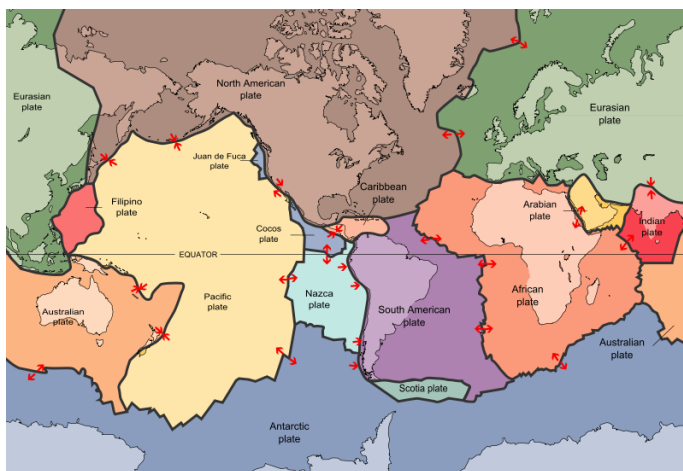 North American
plate
Eurasian
plate
Eurasian
plate
Juan de Fuca
plate
Caribbean
plate
Filipino
plate
Arabian
plate
Indian
plate
Cocos
plate
EQUATOR
Pacific
plate
Nazca
plate
South American
plate
African
plate
Australian
plate
Australian
plate
Scotia plate
Antarctic
plate